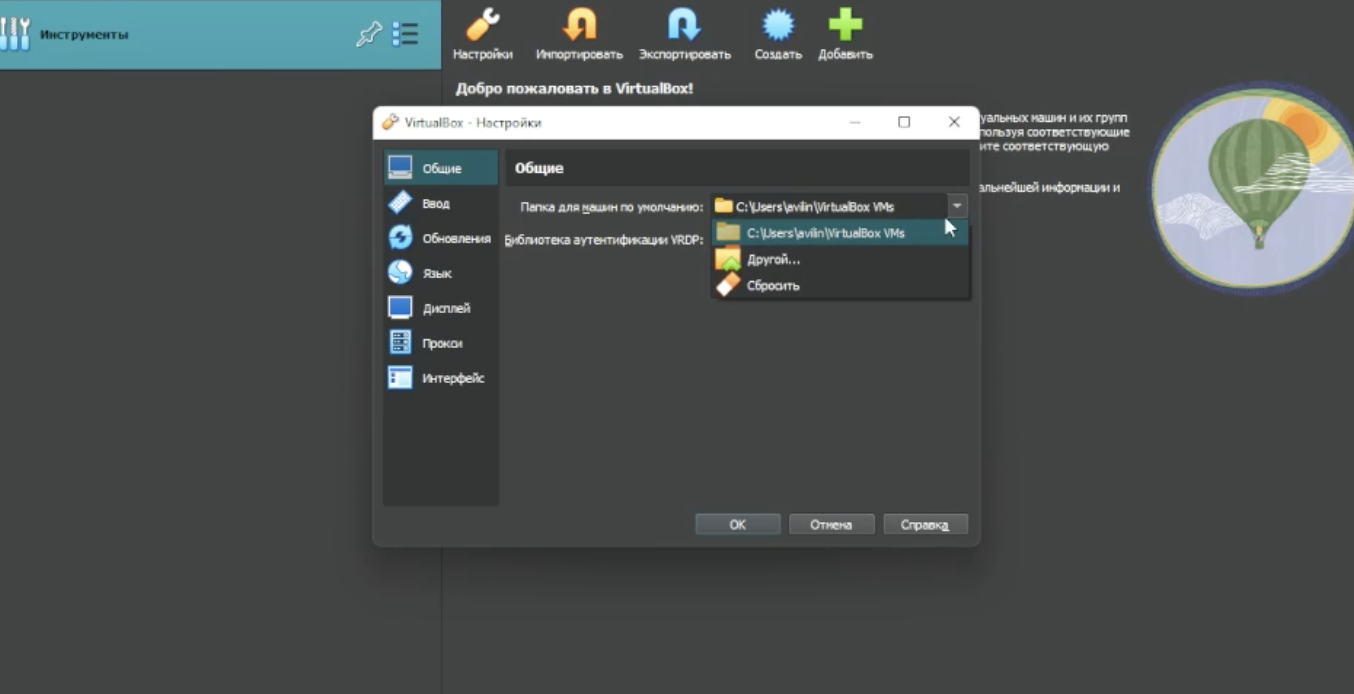 Инструменты
Настройки
Импортировать
Экспортировать
Создать
Добавить
Добро пожаловать в VirtualBox!
уальных машин и их групп
пользуя соответствующие
ите соответствующую
альнейшей информации и
VirtualBox - Настройки
Общие
Ввод
Обновления
Язык
Дисплей
Прокси
Интерфейс
Общие
Папка для машин по умолчанию: C:\Users\avilin\VirtualBox VMs
Библиотека аутентификации VRDP:
C:\Users\avilin\VirtualBox VMs
Другой...
Сбросить
OK
Отмена
Справка